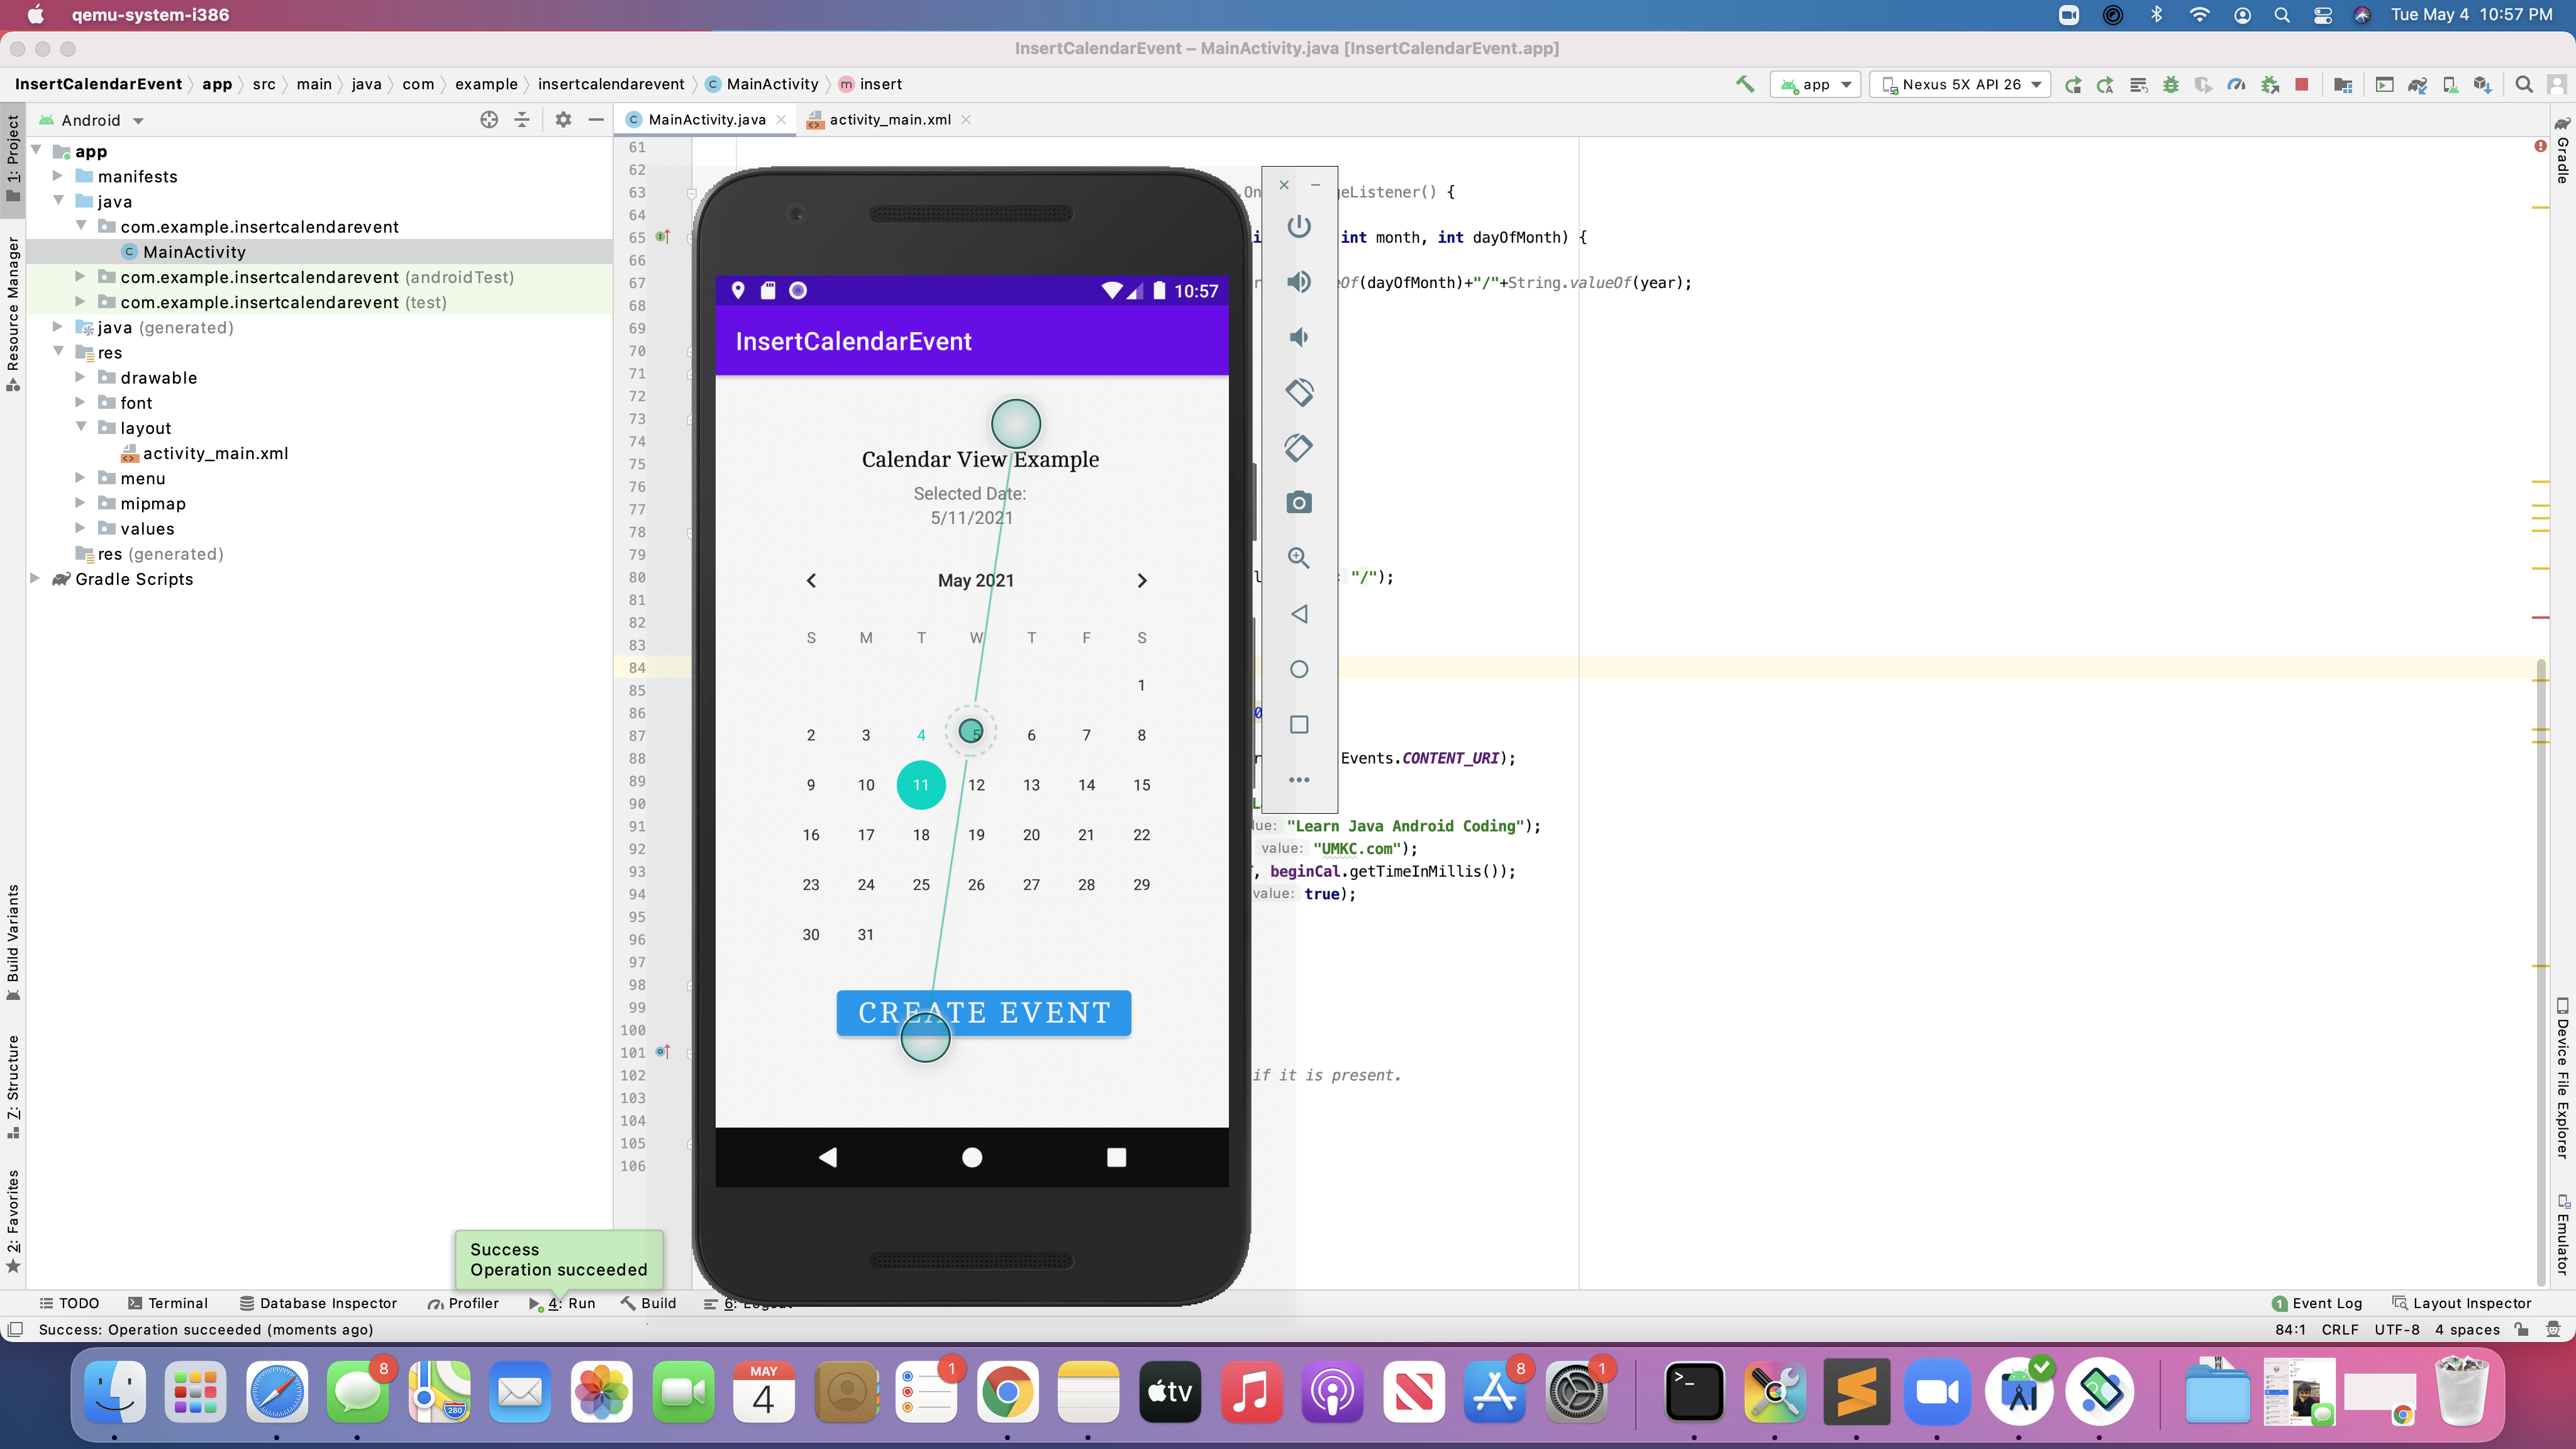 qemu-system-i386
Tue May 4 10:57 PM
InsertCalendarEvent – MainActivity.java [InsertCalendarEvent.app]
InsertCalendarEvent app src main java com example insertcalendarevent MainActivity insert
app
Nexus 5X API 26
Android
MainActivity.java
activity_main.xml
1: Project
Resource Manager
Build Variants
7: Structure
2: Favorites
app
manifests
java
com.example.insertcalendarevent
MainActivity
com.example.insertcalendarevent (androidTest)
com.example.insertcalendarevent (test)
java (generated)
res
drawable
font
layout
activity_main.xml
menu
mipmap
values
res (generated)
Gradle Scripts
61
62
63 geListener() {
64
65 int month, int dayOfMonth) {
66
67 Of(dayOfMonth)+"/"+String.valueOf(year);
68
69
70
71
72
73
74
75
76
77
78
79
80 "/");
81
82
83
84
85
86
87
88 Events.CONTENT_URI);
89
90
91 "Learn Java Android Coding");
92 value: "UMKC.com");
93 , beginCal.getTimeInMillis());
94 value: true);
95
96
97
98
99
100
101
102 if it is present.
103
104
105
106
10:57
InsertCalendarEvent
Calendar View Example
Selected Date:
5/11/2021
May 2021
S M T W T F S
1
2 3 4 5 6 7 8
9 10 11 12 13 14 15
16 17 18 19 20 21 22
23 24 25 26 27 28 29
30 31
CREATE EVENT
Gradle
Device File Explorer
Emulator
Success
Operation succeeded
TODO
Terminal
Database Inspector
Profiler
4: Run
Build
6: Logcat
1 Event Log
Layout Inspector
Success: Operation succeeded (moments ago)
84:1 CRLF UTF-8 4 spaces
8
280
MAY
4
1
tv
8
1
>_